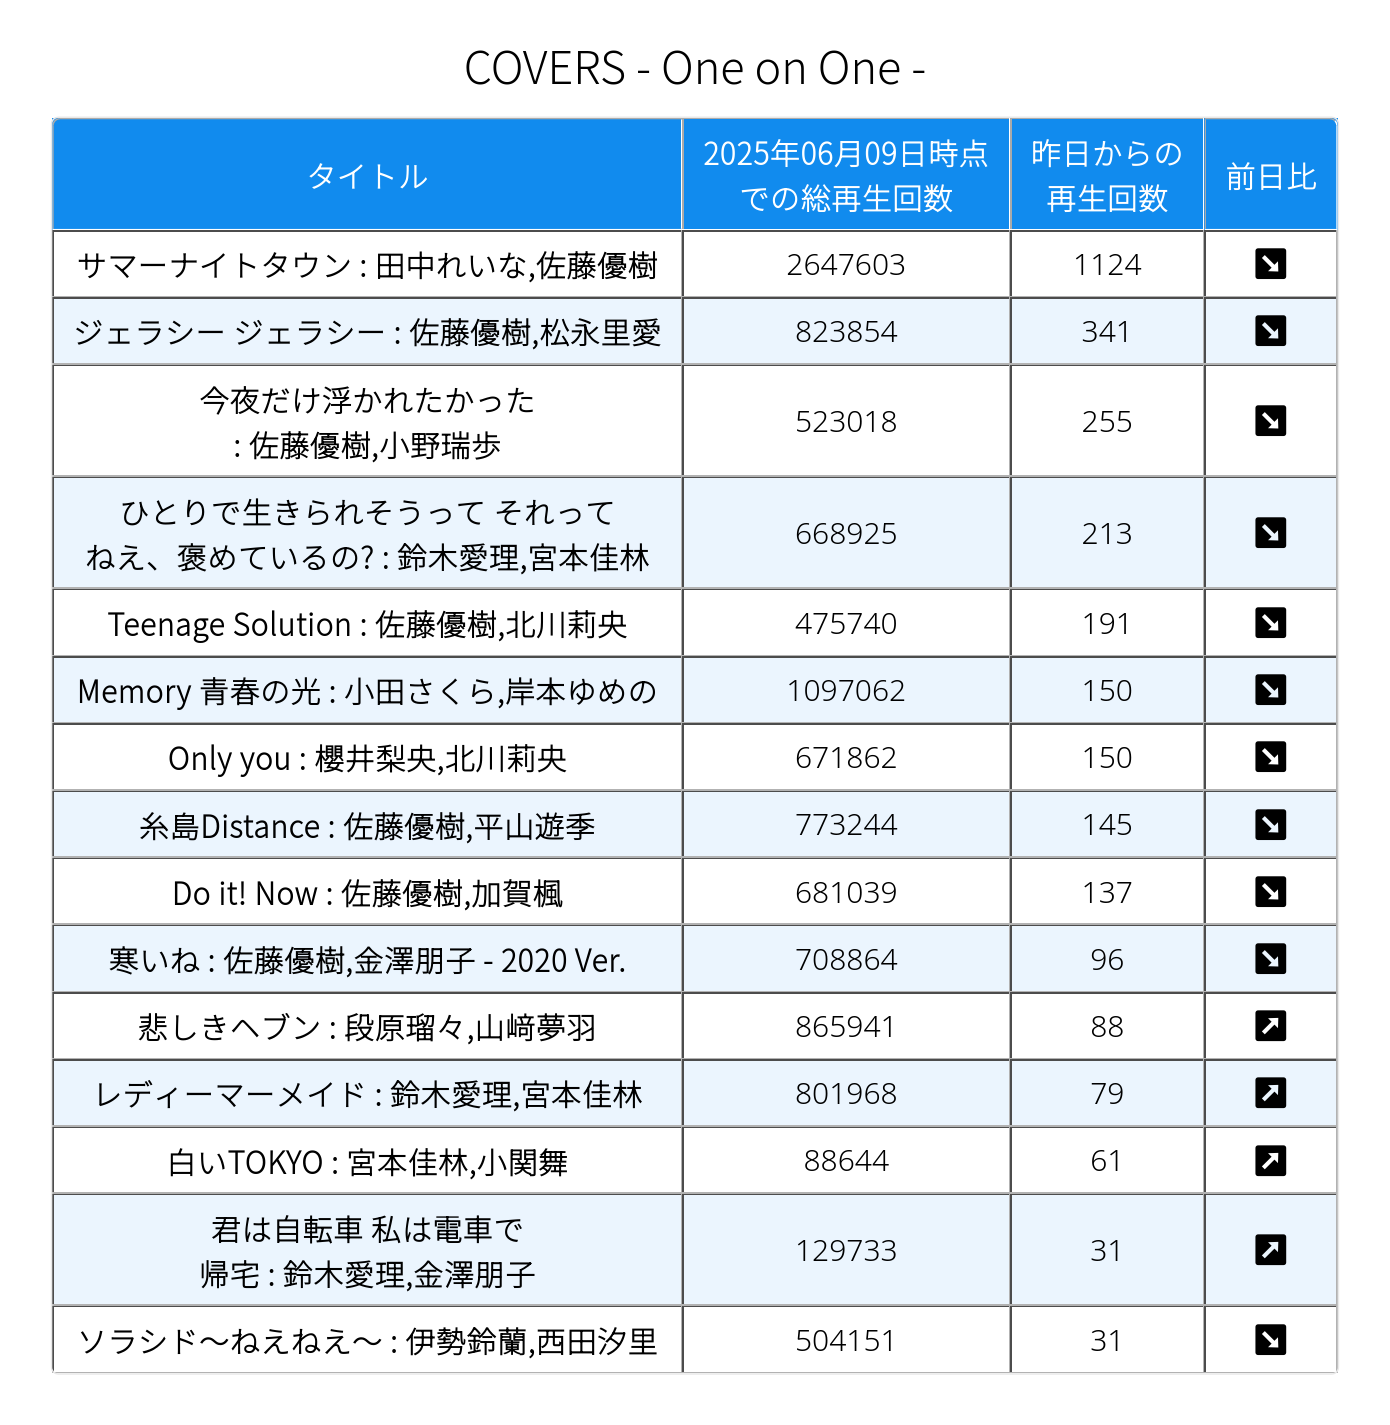 COVERS - One on One -
タイトル
2025年06月09日時点
での総再生回数
昨日からの
再生回数
前日比
サマーナイトタウン : 田中れいな,佐藤優樹
2647603
1124
ジェラシー ジェラシー : 佐藤優樹,松永里愛
823854
341
今夜だけ浮かれたかった
: 佐藤優樹,小野瑞歩
523018
255
ひとりで生きられそうって それって
ねえ、褒めているの? : 鈴木愛理,宮本佳林
668925
213
Teenage Solution : 佐藤優樹,北川莉央
475740
191
Memory 青春の光 : 小田さくら,岸本ゆめの
1097062
150
Only you : 櫻井梨央,北川莉央
671862
150
糸島Distance : 佐藤優樹,平山遊季
773244
145
Do it! Now : 佐藤優樹,加賀楓
681039
137
寒いね : 佐藤優樹,金澤朋子 - 2020 Ver.
708864
96
悲しきヘブン : 段原瑠々,山﨑夢羽
865941
88
レディーマーメイド : 鈴木愛理,宮本佳林
801968
79
白いTOKYO : 宮本佳林,小関舞
88644
61
君は自転車 私は電車で
帰宅 : 鈴木愛理,金澤朋子
129733
31
ソラシド〜ねえねえ〜 : 伊勢鈴蘭,西田汐里
504151
31